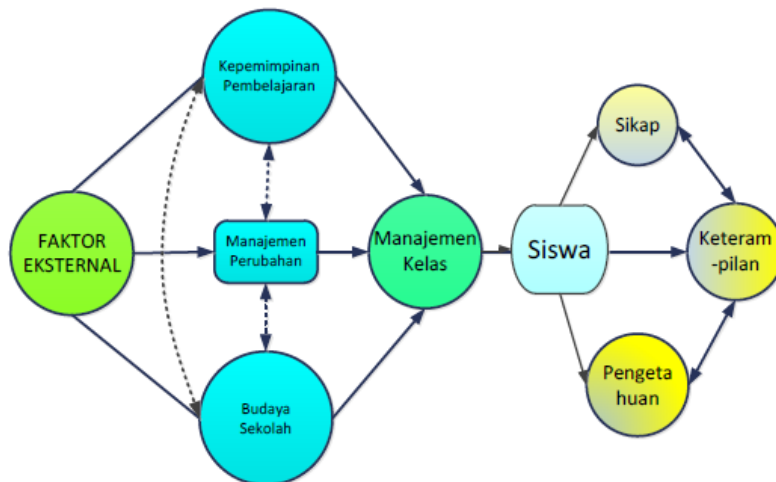 Kepemimpinan
Pembelajaran
FAKTOR
EKSTERNAL
Manajemen
Perubahan
Budaya
Sekolah
Manajemen
Kelas
Siswa
Sikap
Keteram
-pilan
Pengeta
huan